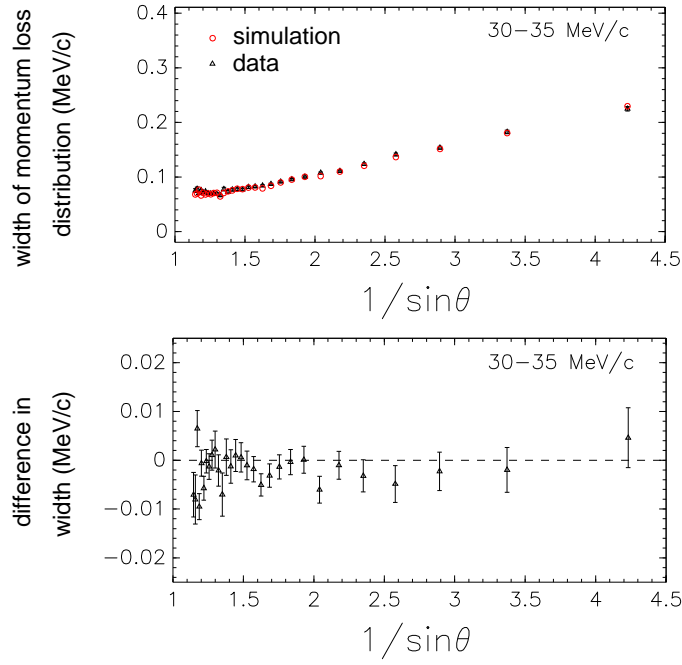 width of momentum loss
distribution (MeV/c)
0.4
0.3
0.2
0.1
0
30−35 MeV/c
simulation
data
1 1.5 2 2.5 3 3.5 4 4.5
1/sinθ
difference in
width (MeV/c)
0.02
0.01
0
−0.01
−0.02
30−35 MeV/c
1 1.5 2 2.5 3 3.5 4 4.5
1/sinθ